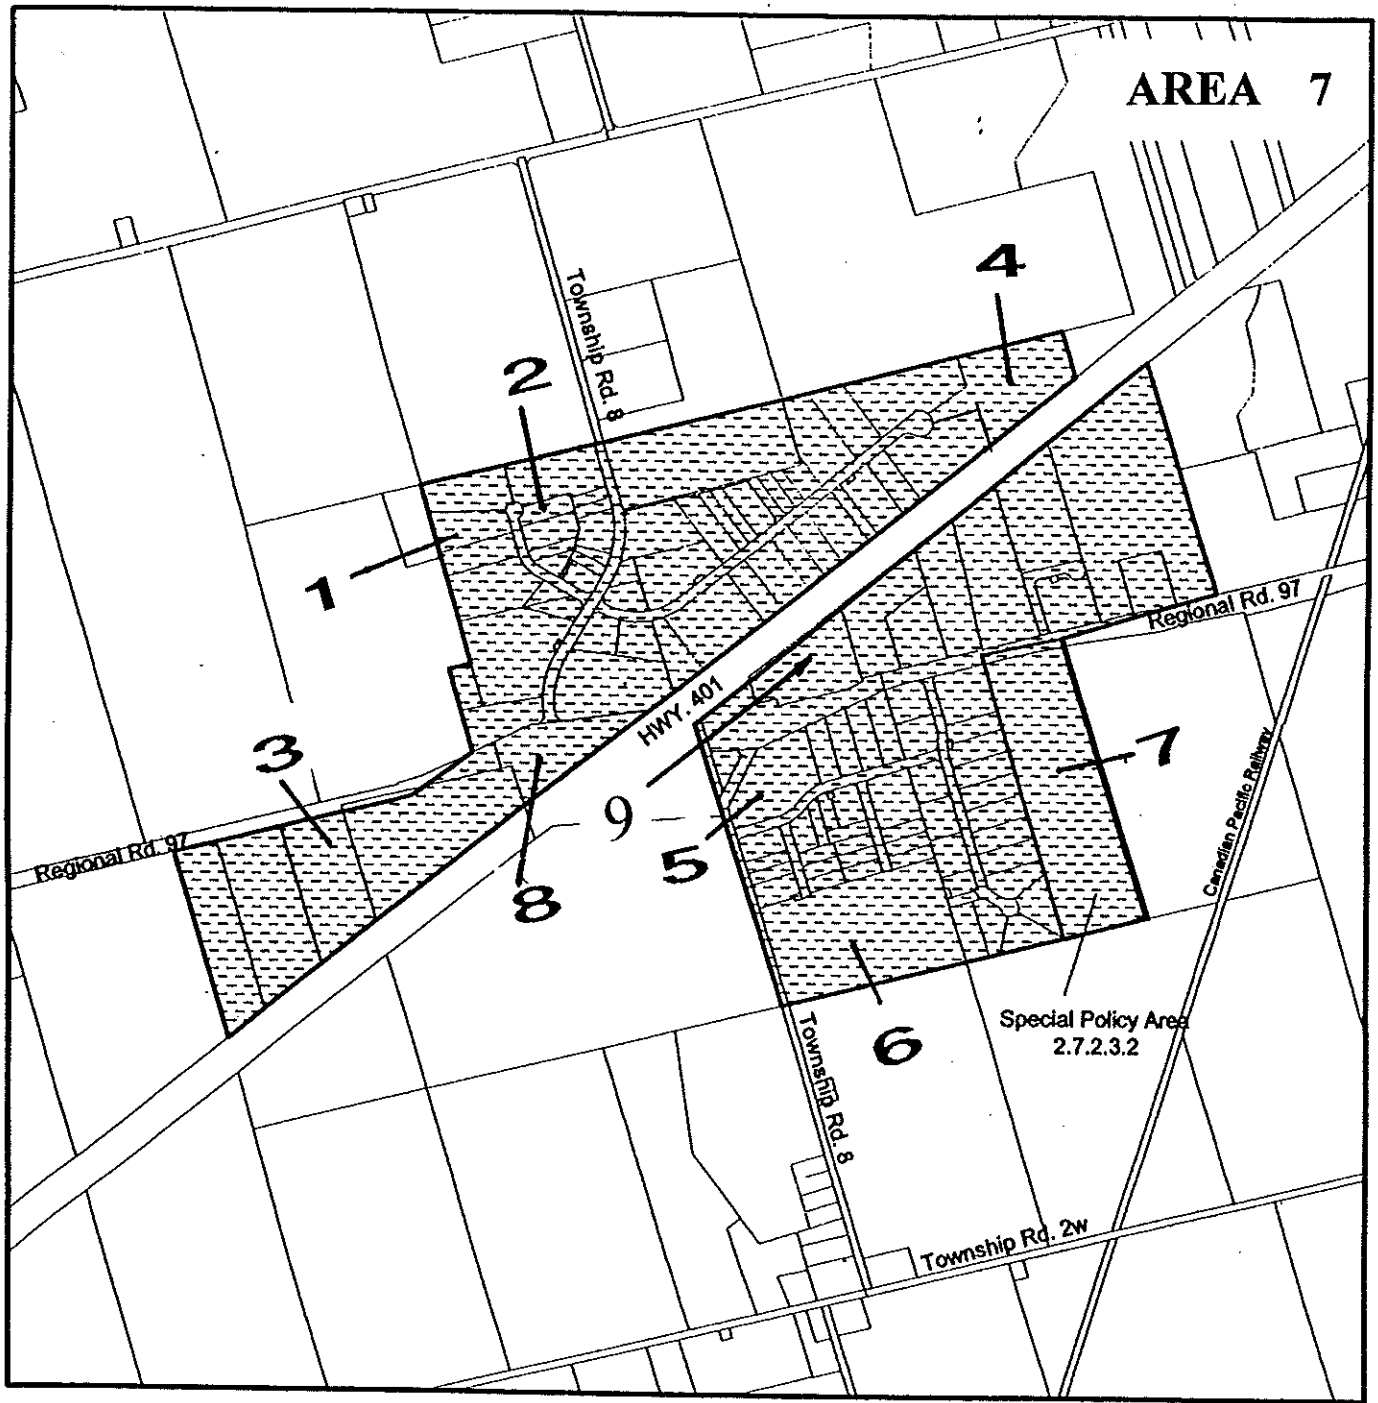 AREA 7
4
Township Rd. 8
2
1
Regional Rd. 97
HWY. 401
3
7
9
5
Regional Rd. 97
8
Canadian Pacific Railway
6
Special Policy Area
2.7.2.3.2
Township Rd. 8
Township Rd. 2w